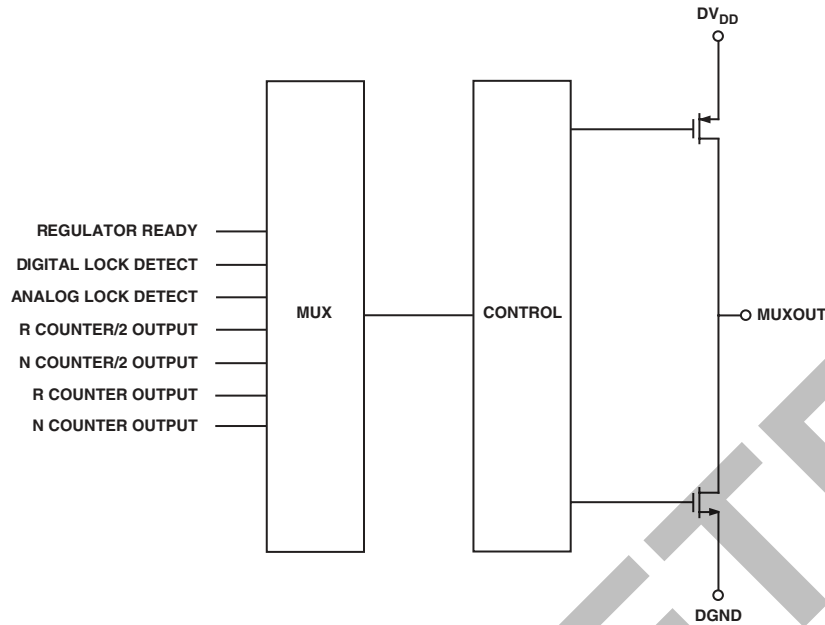 DVDD
REGULATOR READY
DIGITAL LOCK DETECT
ANALOG LOCK DETECT
R COUNTER/2 OUTPUT
N COUNTER/2 OUTPUT
R COUNTER OUTPUT
N COUNTER OUTPUT
MUX
CONTROL
MUXOUT
DGND